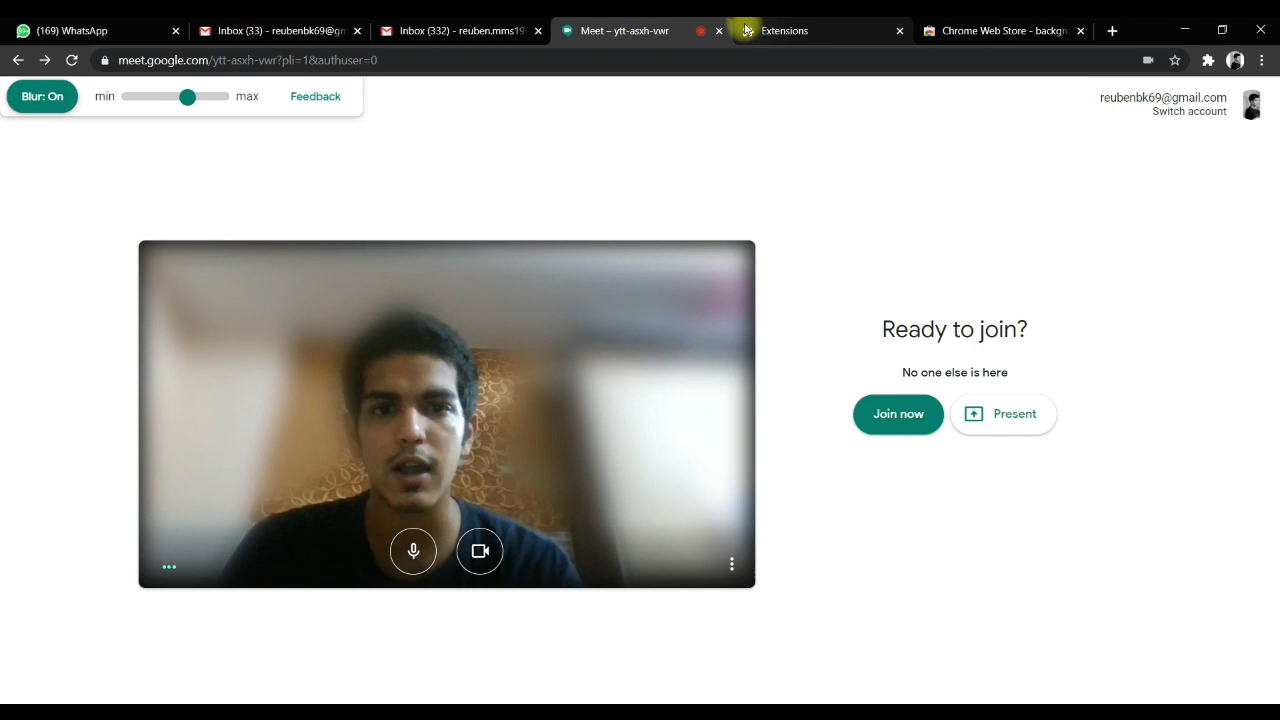 (169) WhatsApp
Inbox (33) - reubenbk69@gm
Inbox (332) - reuben.mms19
Meet – ytt-asxh-vwr
Extensions
Chrome Web Store - backgro
meet.google.com/ytt-asxh-vwr?pli=1&authuser=0
Blur: On
min
max
Feedback
reubenbk69@gmail.com
Switch account
Ready to join?
No one else is here
Join now
Present